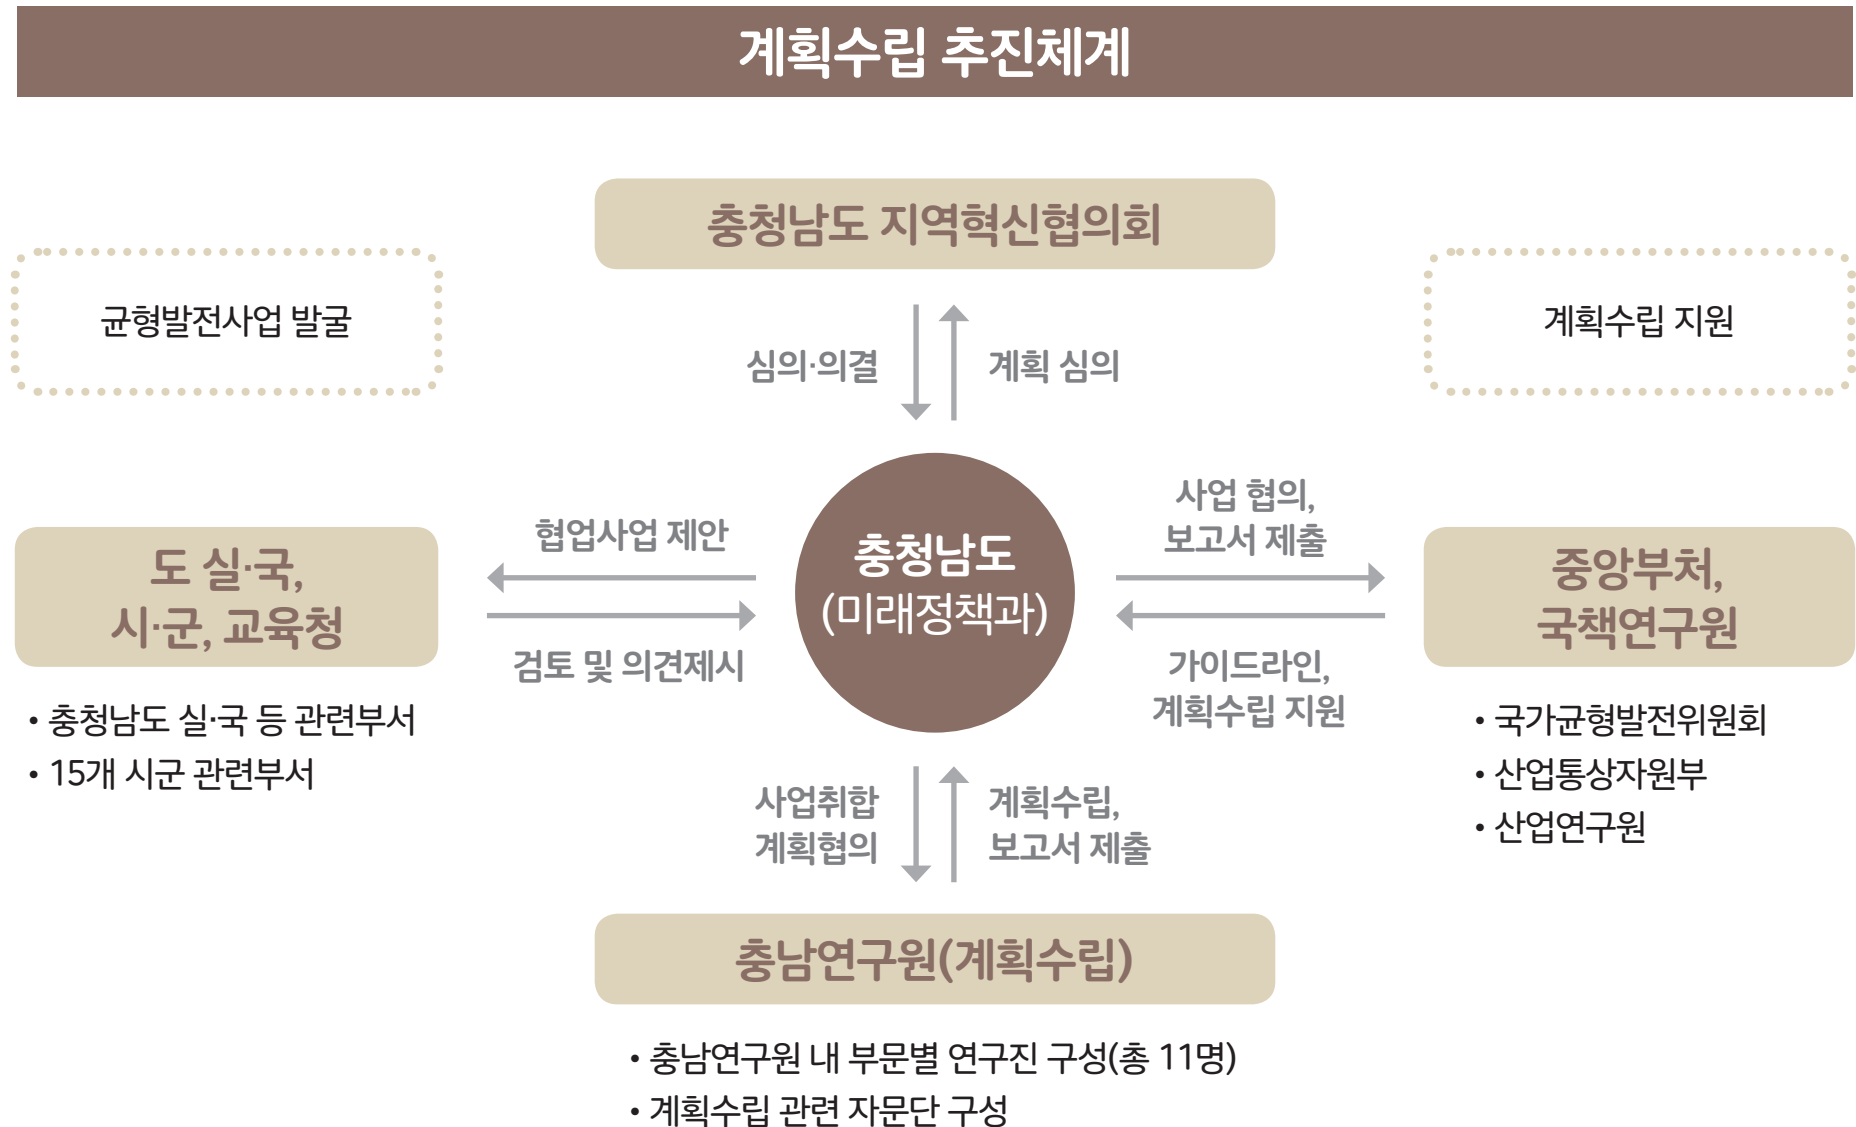 계획수립 추진체계
충청남도 지역혁신협의회
균형발전사업 발굴
계획수립 지원
심의·의결
계획 심의
협업사업 제안
사업 협의,
보고서 제출
도 실·국,
시·군, 교육청
충청남도
(미래정책과)
중앙부처,
국책연구원
검토 및 의견제시
가이드라인,
계획수립 지원
• 충청남도 실·국 등 관련부서
• 15개 시군 관련부서
• 국가균형발전위원회
• 산업통상자원부
• 산업연구원
사업취합
계획협의
계획수립,
보고서 제출
충남연구원(계획수립)
• 충남연구원 내 부문별 연구진 구성(총 11명)
• 계획수립 관련 자문단 구성